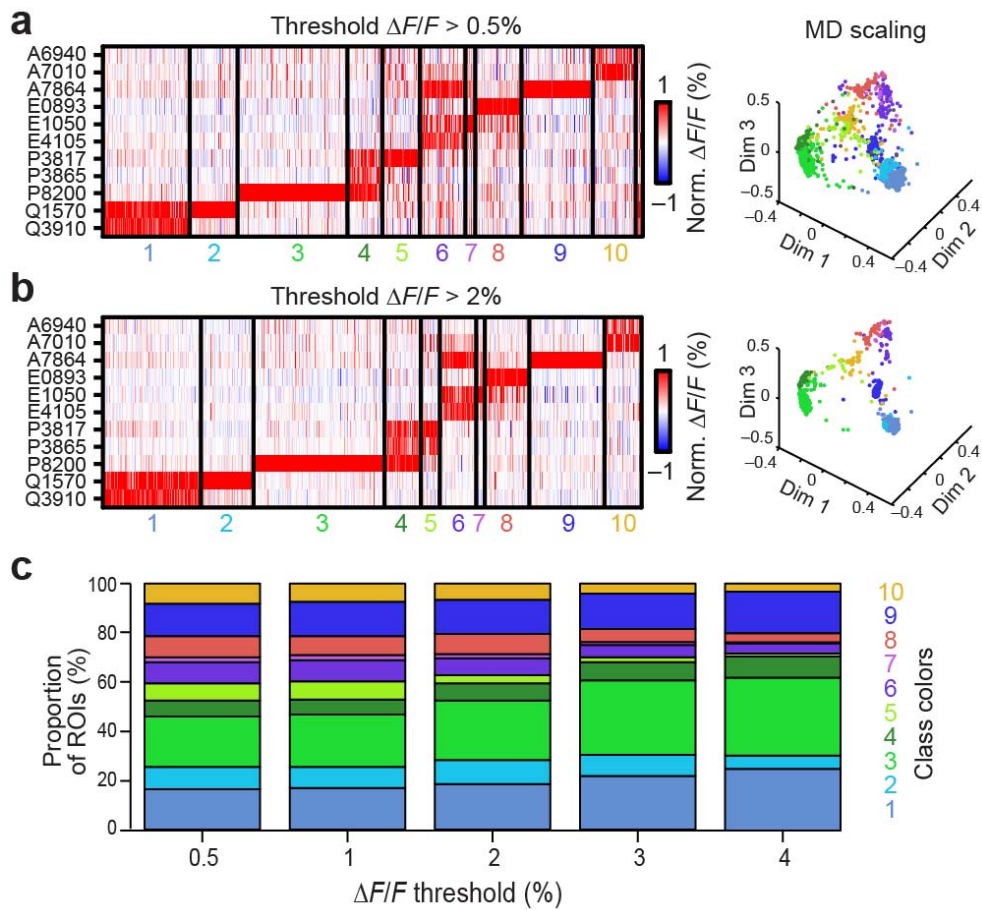 a
Threshold ΔF/F > 0.5%
MD scaling
A6940
A7010
A7864
E0893
E1050
E4105
P3817
P3865
P8200
Q1570
Q3910
1 2 3 4 5 6 7 8 9 10
1
−1
Norm. ΔF/F (%)
0.5
0
−0.5
Dim 3
−0.4
0
0.4
Dim 1
−0.4
0
0.4
Dim 2
b
Threshold ΔF/F > 2%
A6940
A7010
A7864
E0893
E1050
E4105
P3817
P3865
P8200
Q1570
Q3910
1 2 3 4 5 6 7 8 9 10
1
−1
Norm. ΔF/F (%)
0.5
0
−0.5
Dim 3
−0.4
0
0.4
Dim 1
−0.4
0
0.4
Dim 2
c
Proportion
of ROIs (%)
100
80
60
40
20
0
0.5 1 2 3 4
ΔF/F threshold (%)
10
9
8
7
6
5
4
3
2
1
Class colors